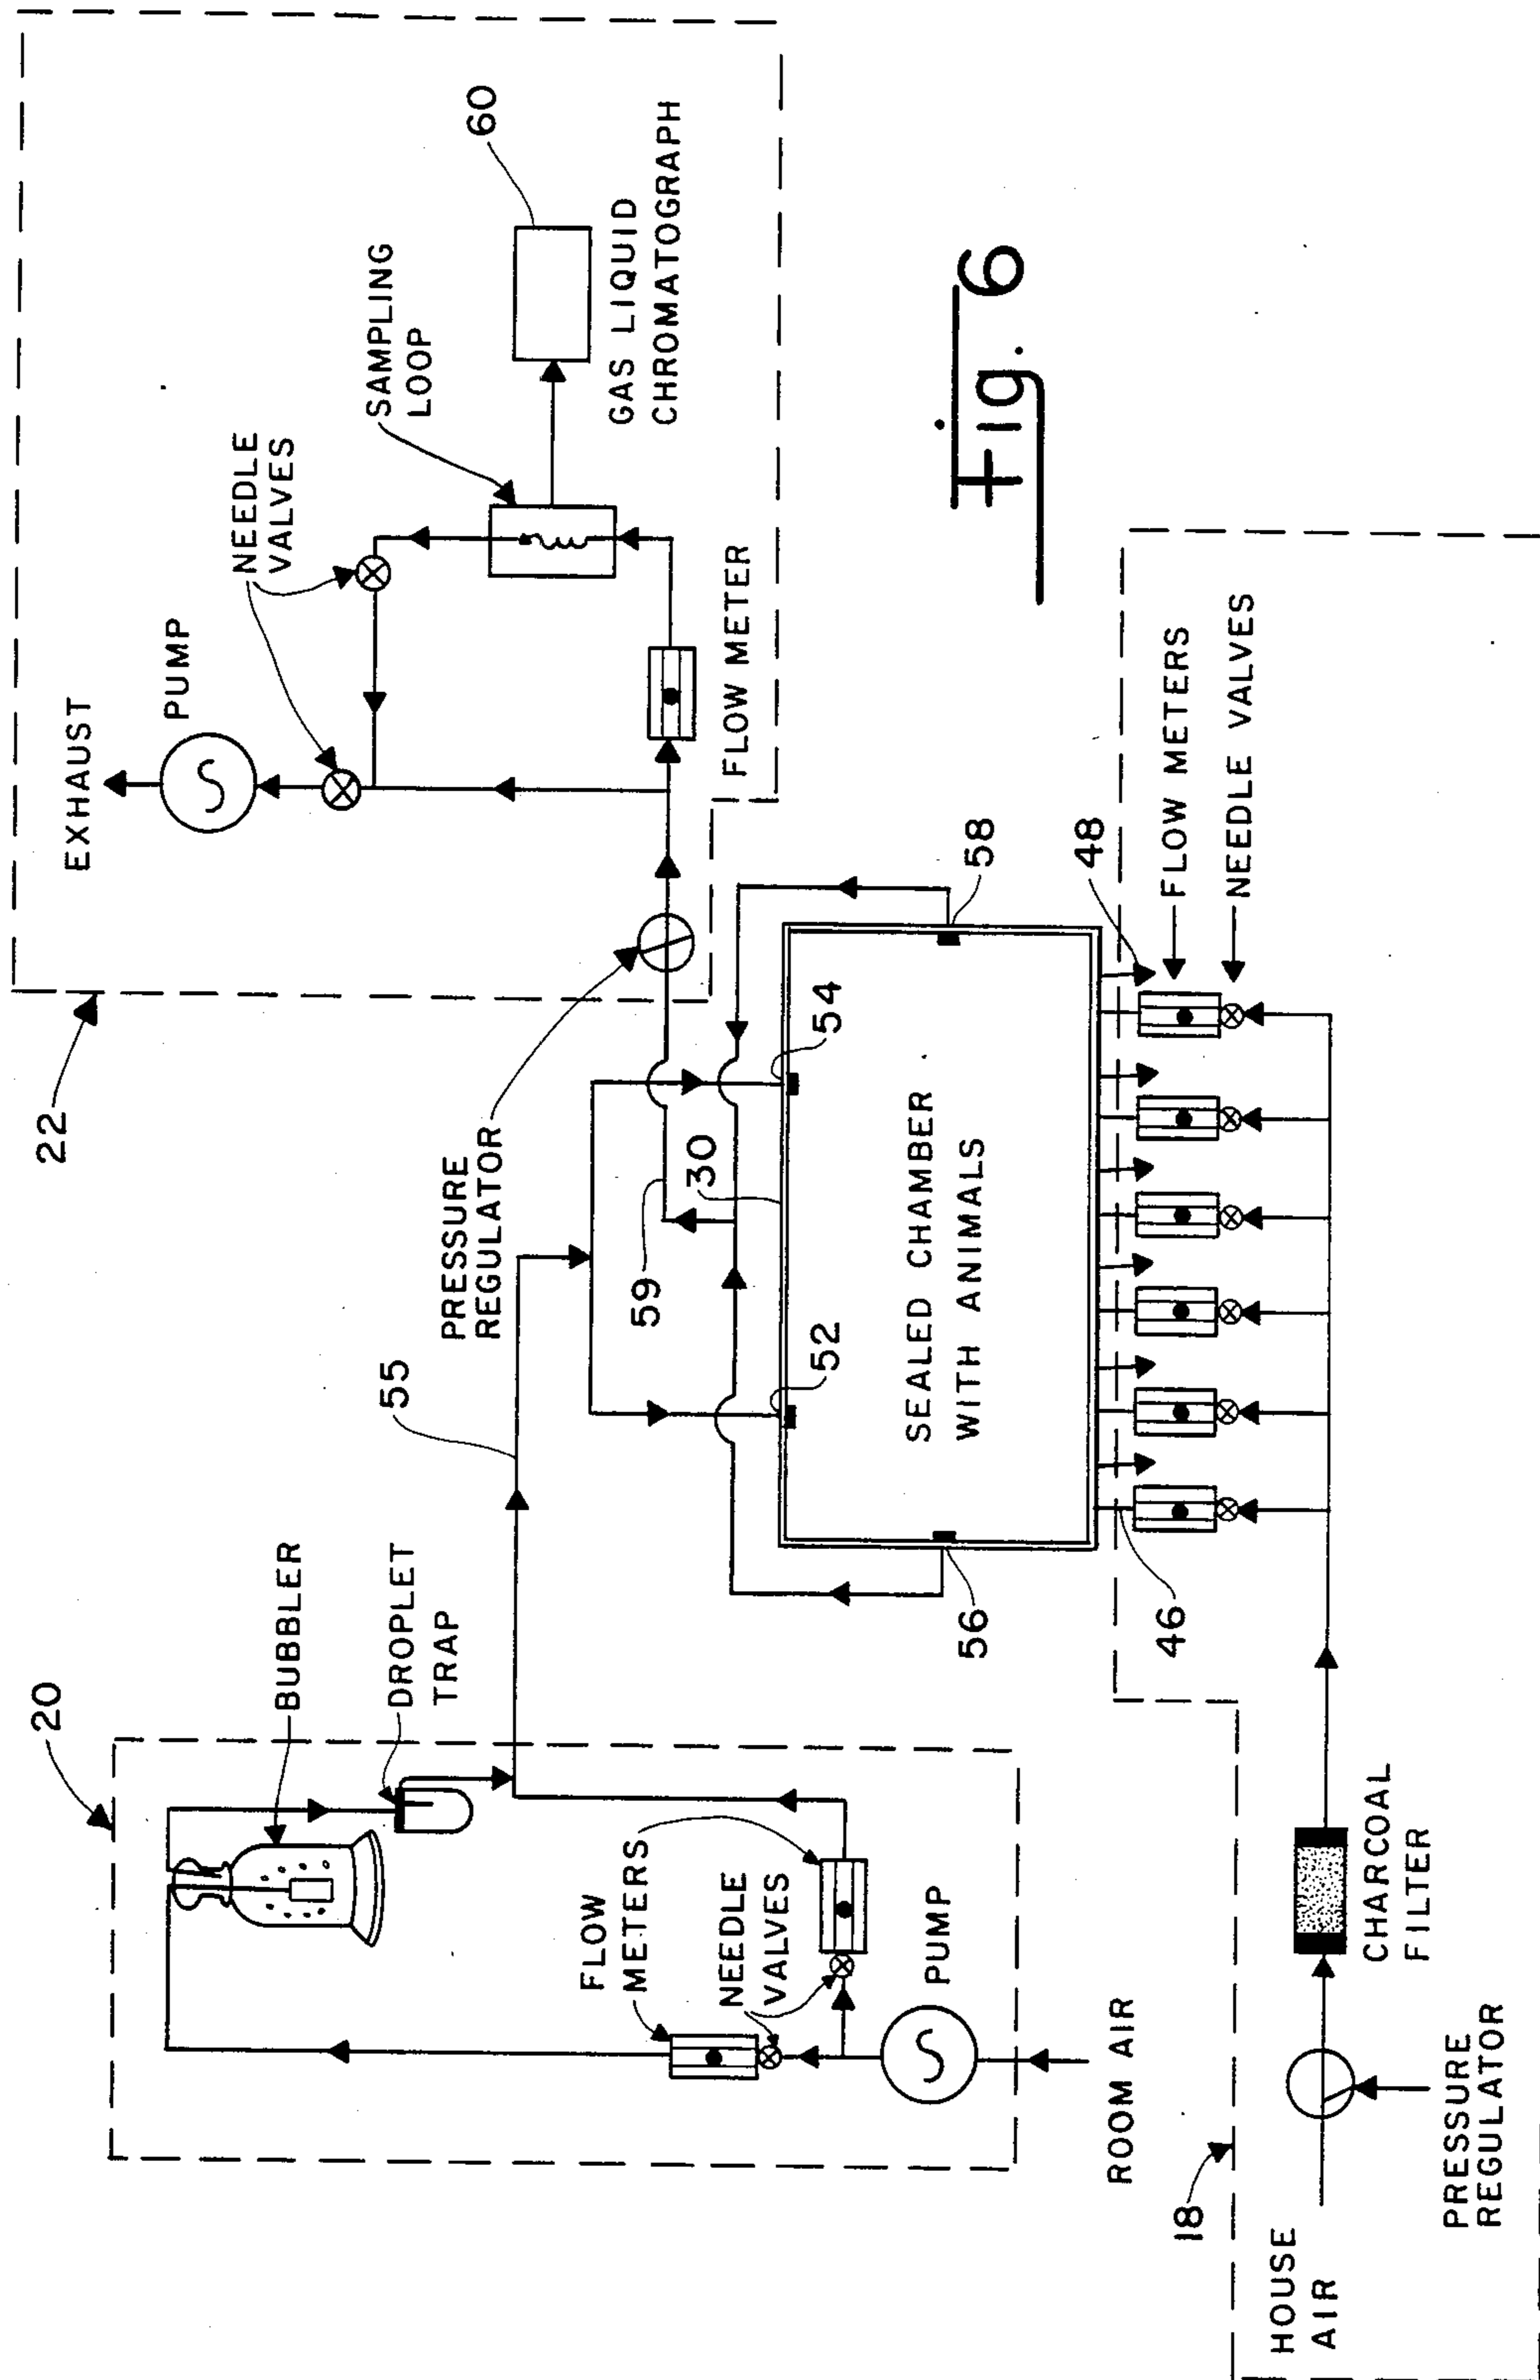 22
EXHAUST
PUMP
NEEDLE
VALVES
SAMPLING
LOOP
60
GAS LIQUID
CHROMATOGRAPH
FLOW METER
20
BUBBLER
DROPLET
TRAP
55
PRESSURE
REGULATOR
59
30
52
54
58
56
SEALED CHAMBER
WITH ANIMALS
48
46
FLOW METERS
NEEDLE VALVES
FLOW
METERS
NEEDLE
VALVES
PUMP
ROOM AIR
18
HOUSE
AIR
PRESSURE
REGULATOR
CHARCOAL
FILTER
Fig. 6